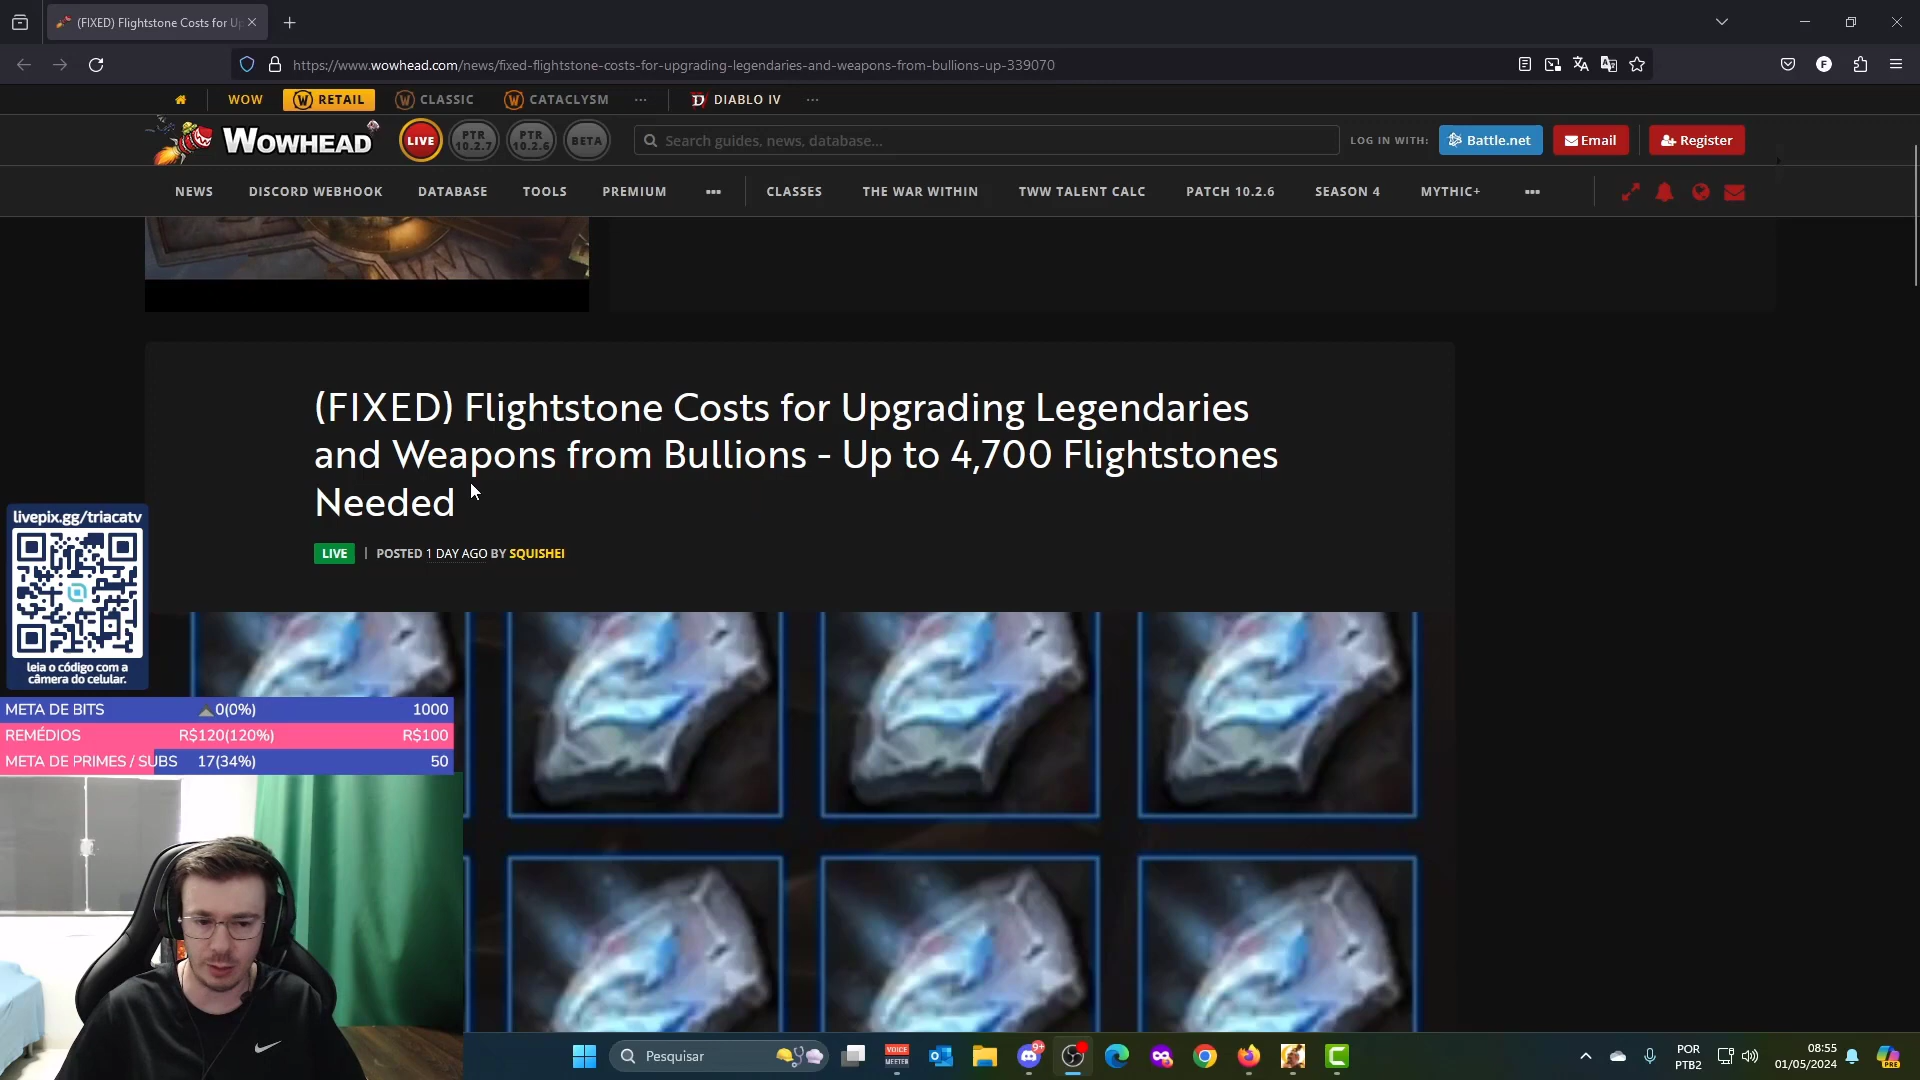 (FIXED) Flightstone Costs for Up
https://www.wowhead.com/news/fixed-flightstone-costs-for-upgrading-legendaries-and-weapons-from-bullions-up-339070
WOW
RETAIL
CLASSIC
CATACLYSM
DIABLO IV
WOWHEAD
LIVE
PTR 10.2.7
PTR 10.2.6
BETA
Search guides, news, database...
LOG IN WITH:
Battle.net
Email
Register
NEWS
DISCORD WEBHOOK
DATABASE
TOOLS
PREMIUM
CLASSES
THE WAR WITHIN
TWW TALENT CALC
PATCH 10.2.6
SEASON 4
MYTHIC+
(FIXED) Flightstone Costs for Upgrading Legendaries
and Weapons from Bullions - Up to 4,700 Flightstones
Needed
LIVE | POSTED 1 DAY AGO BY SQUISHEI
livepix.gg/triacatv
leia o código com a
câmera do celular.
META DE BITS 0(0%) 1000
REMÉDIOS R$120(120%) R$100
META DE PRIMES / SUBS 17(34%) 50
Pesquisar
VOICE
MEETER
9+
POR
PTB2
08:55
01/05/2024
PRE